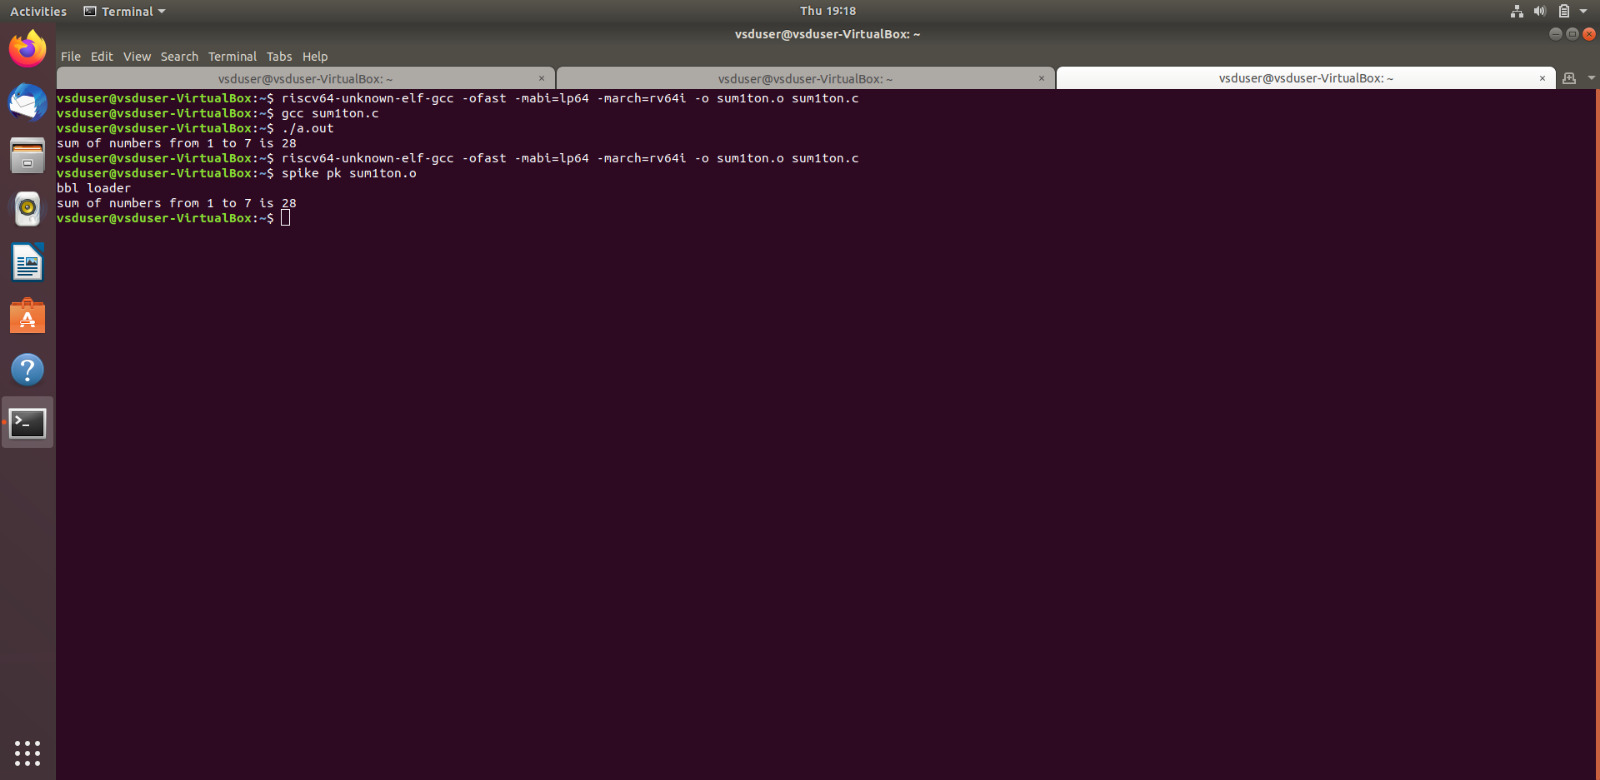 Activities Terminal Thu 19:18
vsduser@vsduser-VirtualBox: ~
File Edit View Search Terminal Tabs Help
vsduser@vsduser-VirtualBox: ~ × vsduser@vsduser-VirtualBox: ~ × vsduser@vsduser-VirtualBox: ~ ×
vsduser@vsduser-VirtualBox:~$ riscv64-unknown-elf-gcc -ofast -mabi=lp64 -march=rv64i -o sum1ton.o sum1ton.c
vsduser@vsduser-VirtualBox:~$ gcc sum1ton.c
vsduser@vsduser-VirtualBox:~$ ./a.out
sum of numbers from 1 to 7 is 28
vsduser@vsduser-VirtualBox:~$ riscv64-unknown-elf-gcc -ofast -mabi=lp64 -march=rv64i -o sum1ton.o sum1ton.c
vsduser@vsduser-VirtualBox:~$ spike pk sum1ton.o
bbl loader
sum of numbers from 1 to 7 is 28
vsduser@vsduser-VirtualBox:~$